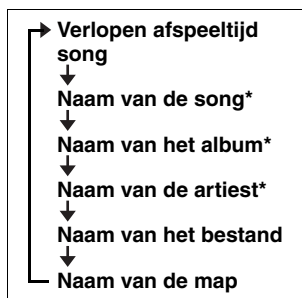 Verlopen afspeeltijd
song
Naam van de song*
Naam van het album*
Naam van de artiest*
Naam van het bestand
Naam van de map